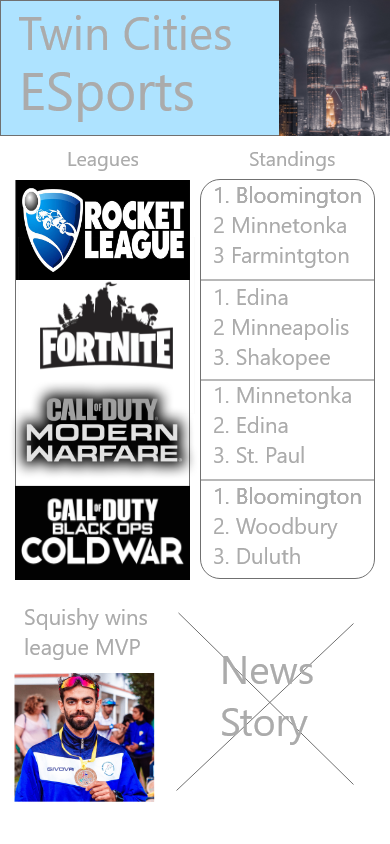 Twin Cities
ESports
Leagues
Standings
ROCKET
LEAGUE
1. Bloomington
2 Minnetonka
3 Farmintgton
FORTNITE
1. Edina
2 Minneapolis
3. Shakopee
CALL OF DUTY
MODERN
WARFARE
1. Minnetonka
2. Edina
3. St. Paul
CALL OF DUTY
BLACK OPS
COLD WAR
1. Bloomington
2. Woodbury
3. Duluth
Squishy wins
league MVP
News
Story
GIVOVA